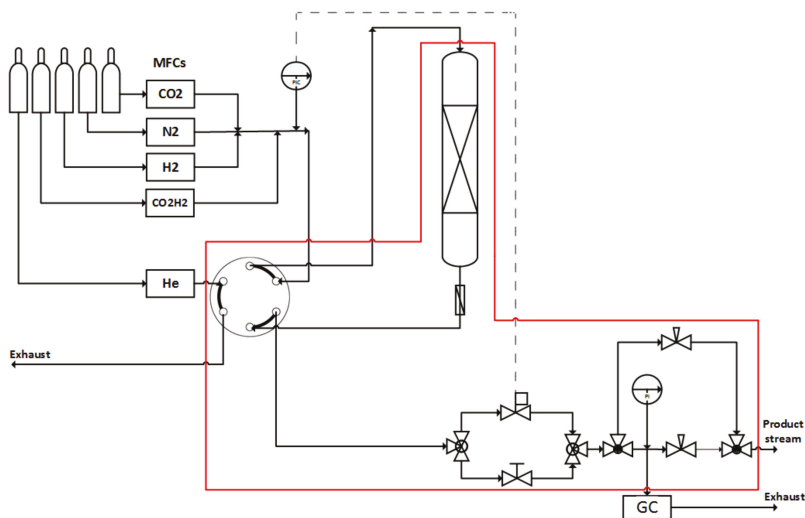 MFCs
CO2
PIC
N2
H2
CO2H2
He
Exhaust
PI
Product
stream
Exhaust
GC